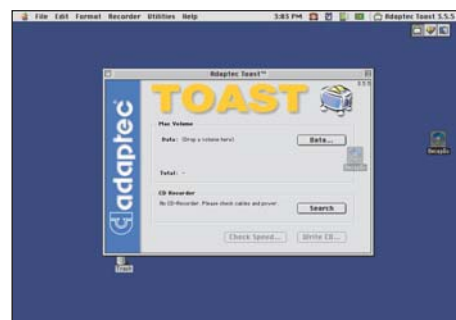 File Edit Format Recorder Utilities Help 3:05 PM Adaptec Toast 3.5.5
Adaptec Toast™
3.5.5
adaptec
TOAST
Mac Volume
Data: (Drop a volume here) Data...
Total: -
CD Recorder
No CD-Recorder. Please check cables and power. Search
Check Speed... Write CD...
Trash